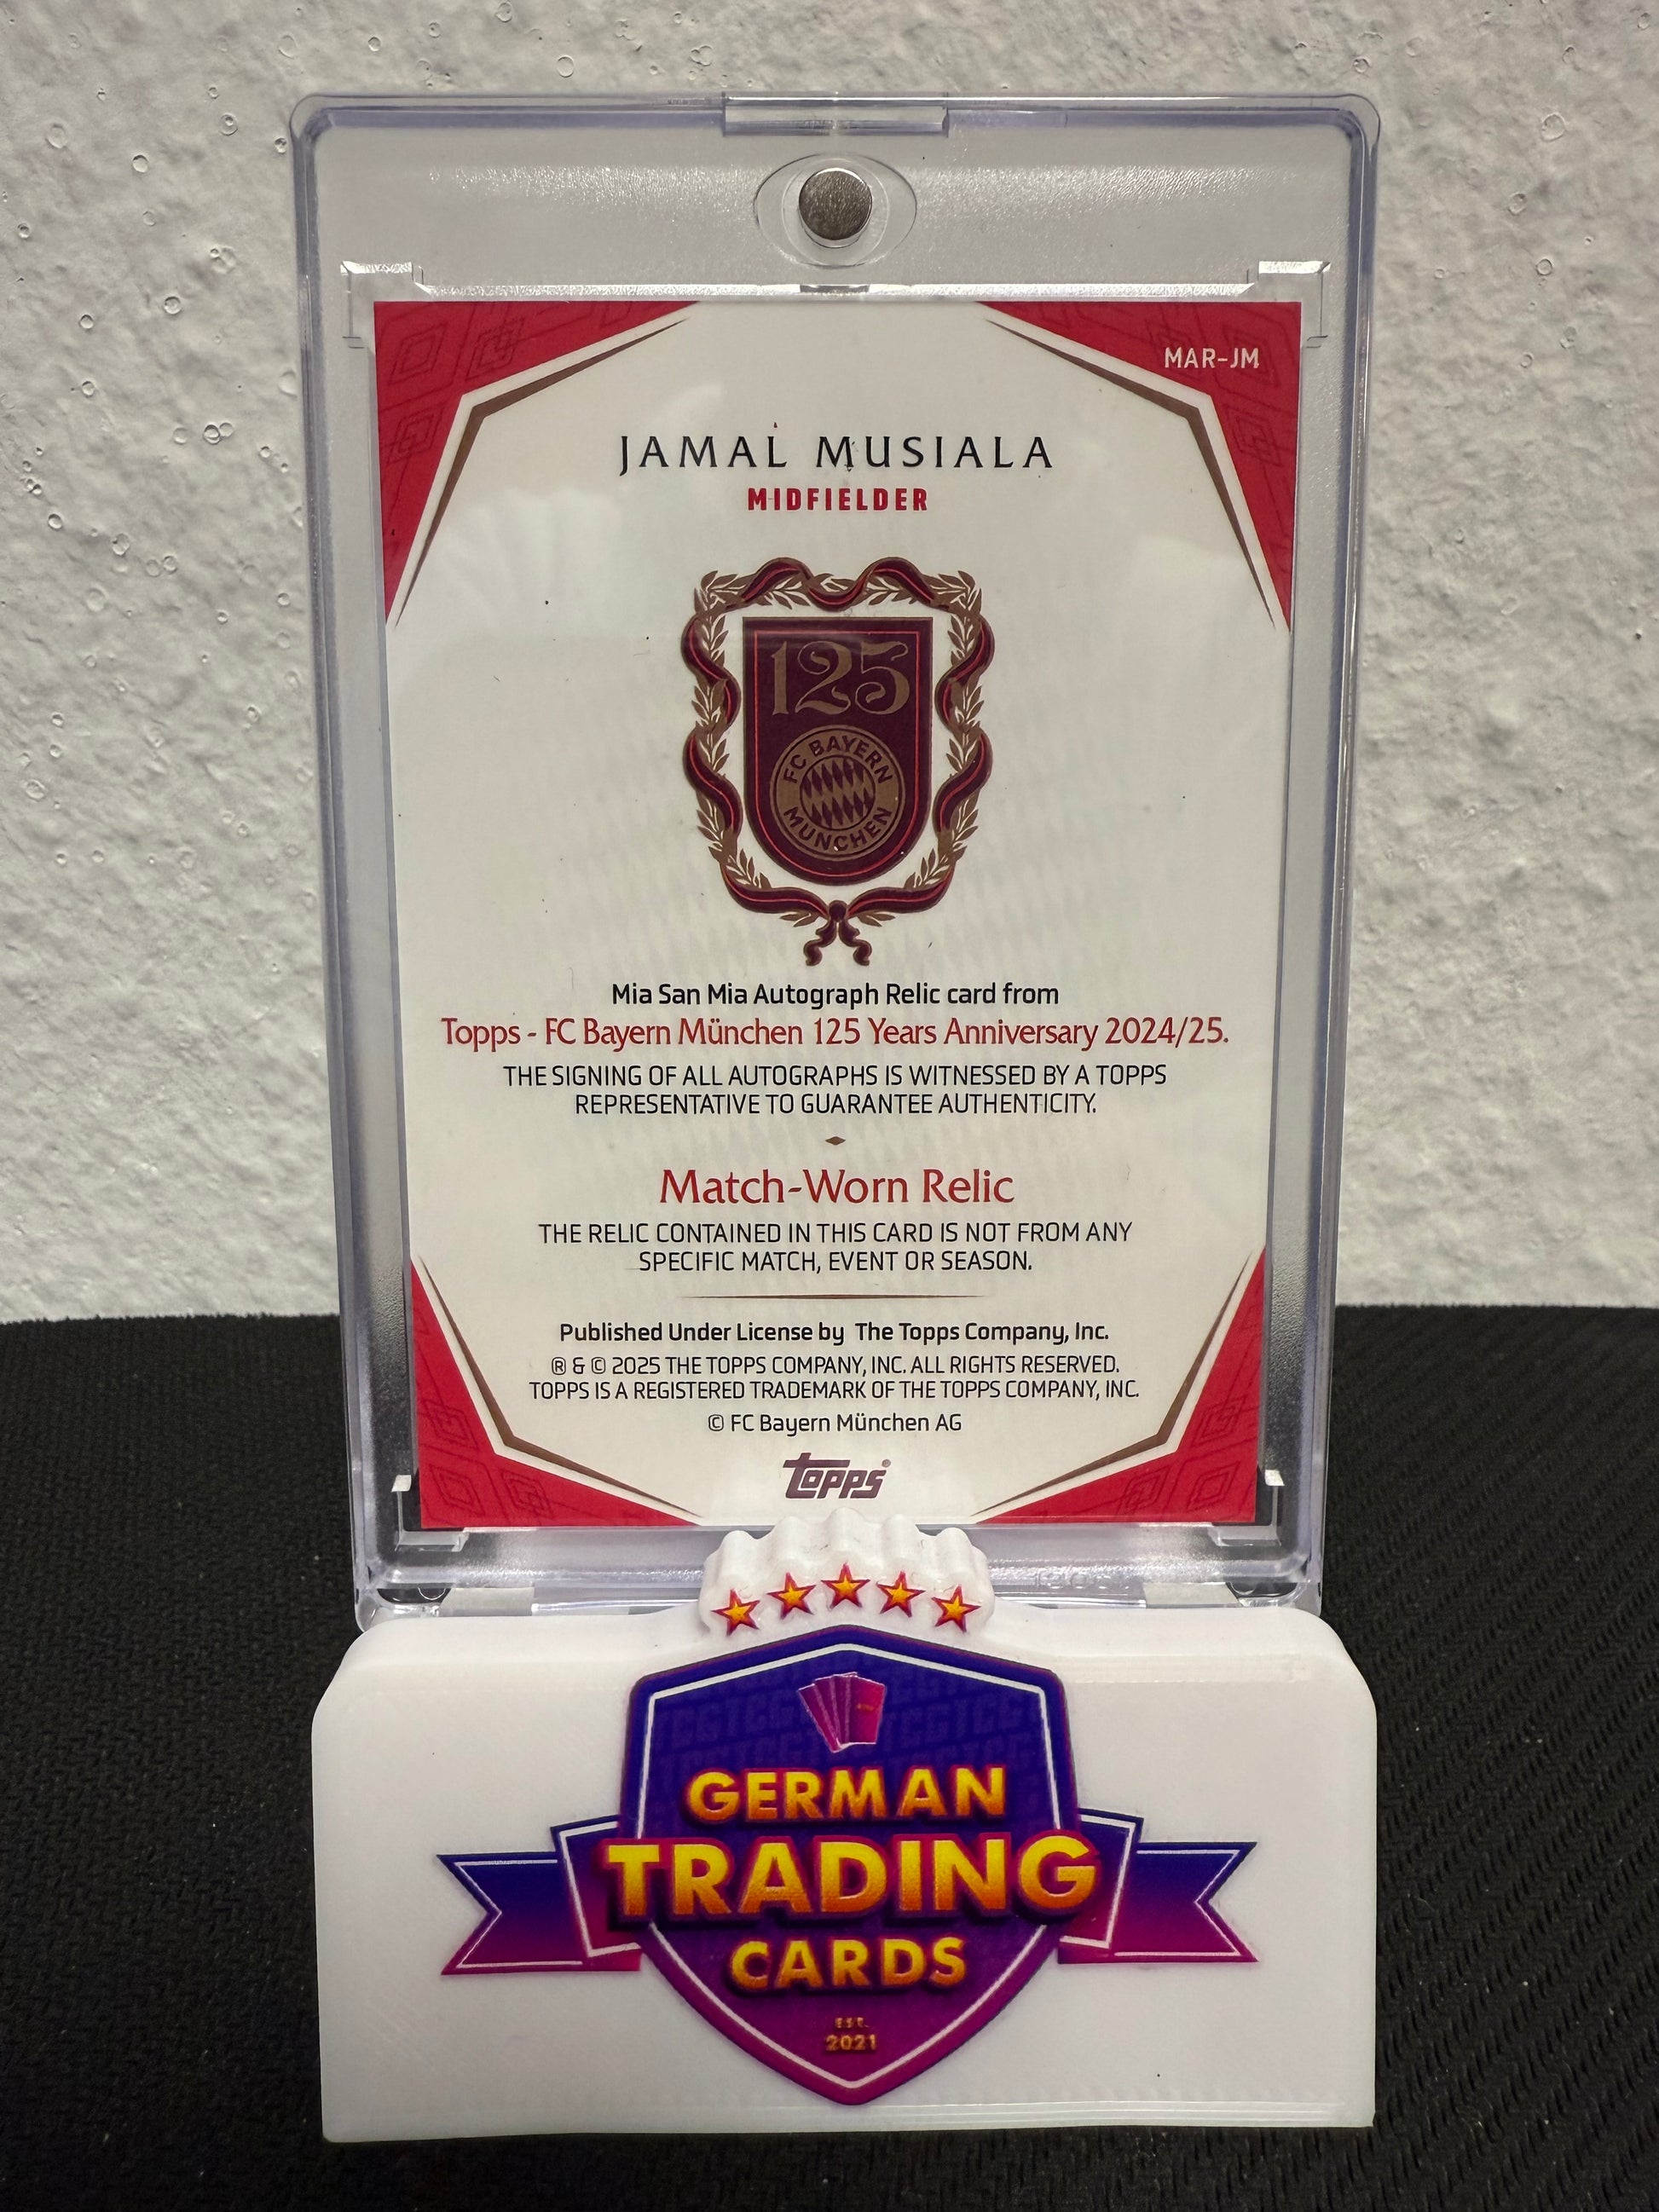 MAR-JM
JAMAL MUSIALA
MIDFIELDER
125
FC BAYERN
MÜNCHEN
Mia San Mia Autograph Relic card from
Topps - FC Bayern München 125 Years Anniversary 2024/25.
THE SIGNING OF ALL AUTOGRAPHS IS WITNESSED BY A TOPPS
REPRESENTATIVE TO GUARANTEE AUTHENTICITY.
Match-Worn Relic
THE RELIC CONTAINED IN THIS CARD IS NOT FROM ANY
SPECIFIC MATCH, EVENT OR SEASON.
Published Under License by The Topps Company, Inc.
® & © 2025 THE TOPPS COMPANY, INC. ALL RIGHTS RESERVED.
TOPPS IS A REGISTERED TRADEMARK OF THE TOPPS COMPANY, INC.
© FC Bayern München AG
topps®
GERMAN
TRADING
CARDS
EST.
2021